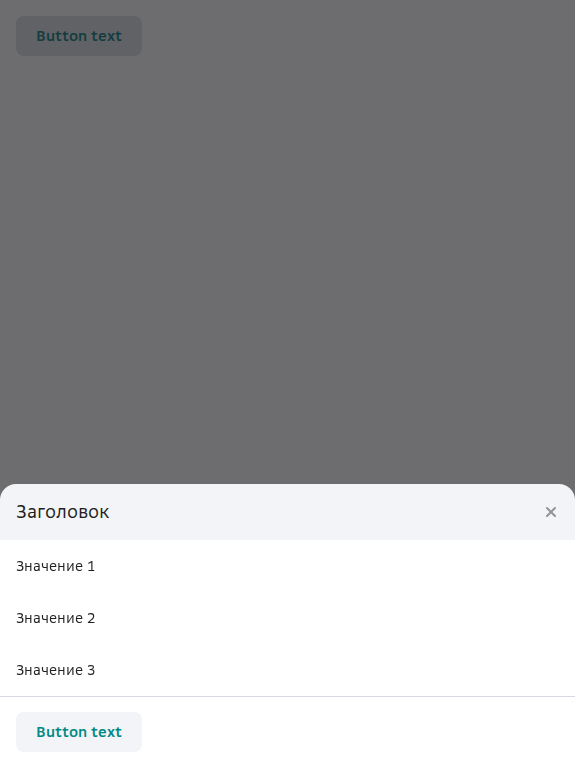 Button text
Заголовок
Значение 1
Значение 2
Значение 3
Button text